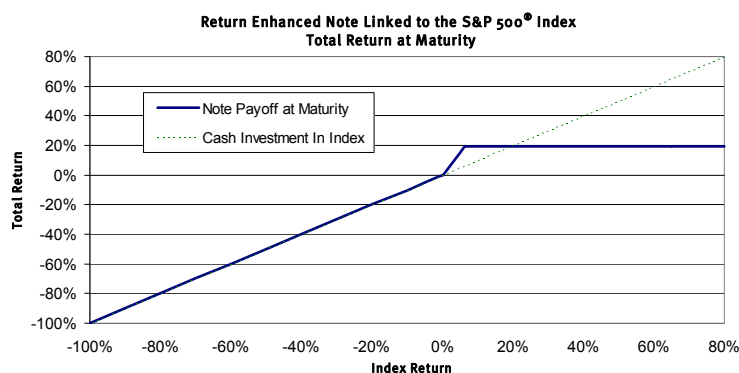 Return Enhanced Note Linked to the S&P 500® Index
Total Return at Maturity
80%
60%
40%
20%
0%
-20%
-40%
-60%
-80%
-100%
Total Return
Note Payoff at Maturity
Cash Investment In Index
-100% -80% -60% -40% -20% 0% 20% 40% 60% 80%
Index Return